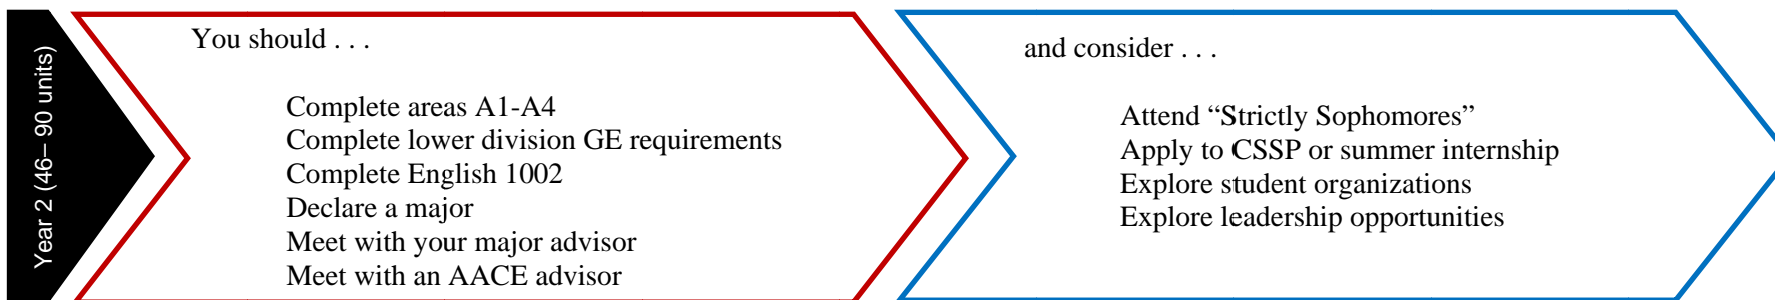 Year 2 (46– 90 units)
You should . . .
Complete areas A1-A4
Complete lower division GE requirements
Complete English 1002
Declare a major
Meet with your major advisor
Meet with an AACE advisor
and consider . . .
Attend “Strictly Sophomores”
Apply to CSSP or summer internship
Explore student organizations
Explore leadership opportunities